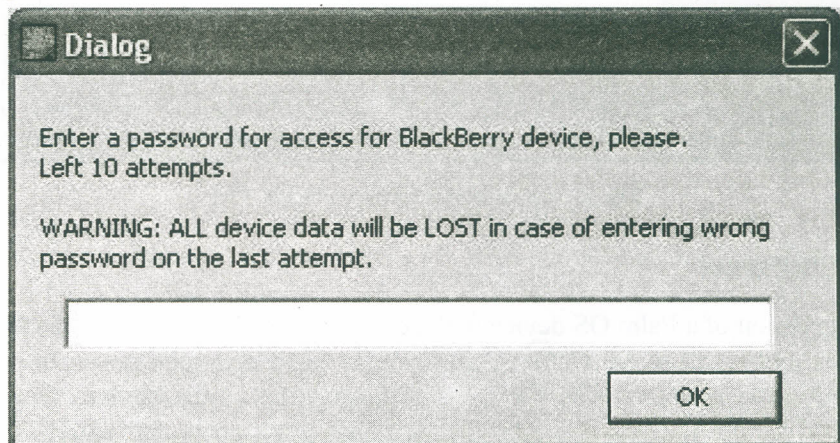 Dialog
Enter a password for access for BlackBerry device, please.
Left 10 attempts.
WARNING: ALL device data will be LOST in case of entering wrong
password on the last attempt.
OK